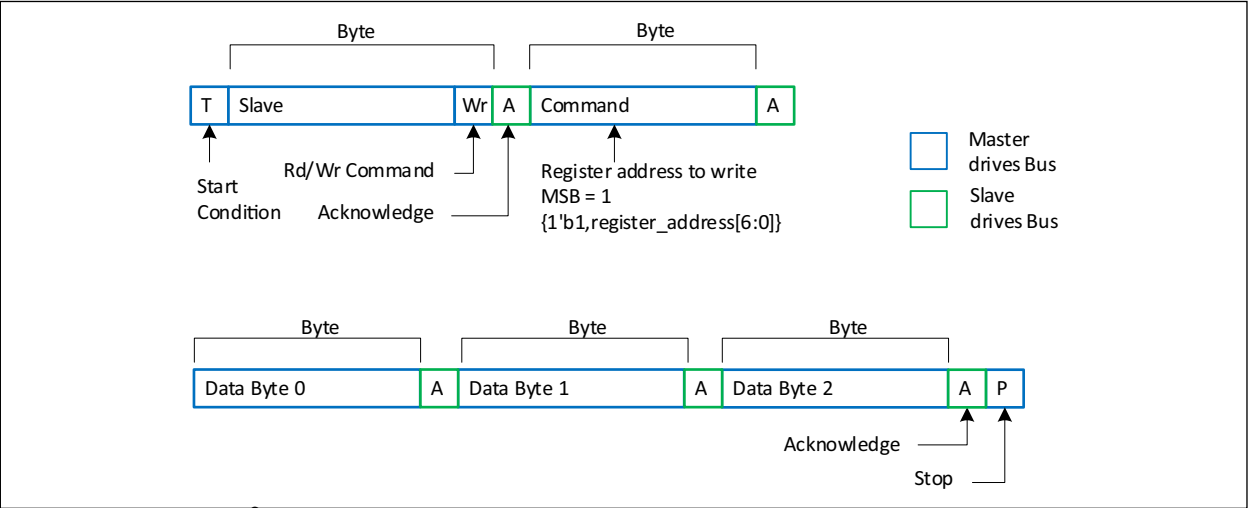 Byte
Byte
T Slave Wr A Command A
Rd/Wr Command
Start
Condition
Acknowledge
Register address to write
MSB = 1
{1'b1,register_address[6:0]}
Master
drives Bus
Slave
drives Bus
Byte
Byte
Byte
Data Byte 0 A Data Byte 1 A Data Byte 2 A P
Acknowledge
Stop